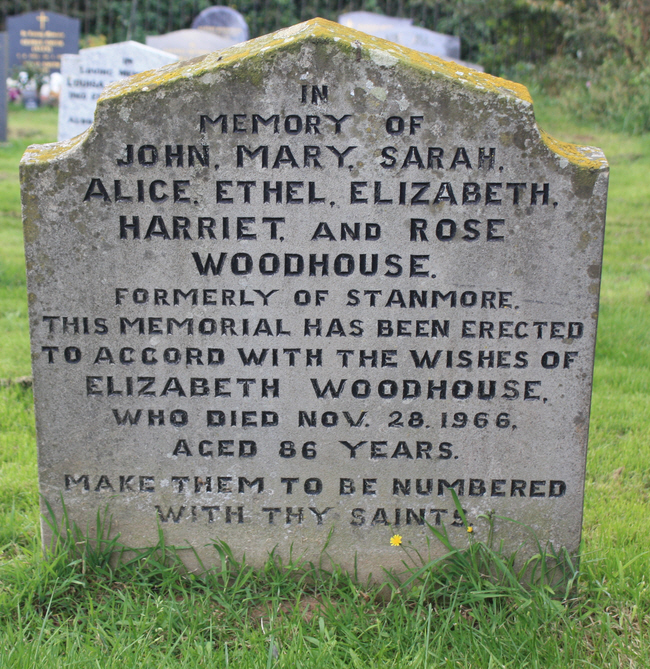 IN
MEMORY OF
JOHN, MARY, SARAH,
ALICE, ETHEL, ELIZABETH,
HARRIET, AND ROSE
WOODHOUSE.
FORMERLY OF STANMORE.
THIS MEMORIAL HAS BEEN ERECTED
TO ACCORD WITH THE WISHES OF
ELIZABETH WOODHOUSE,
WHO DIED NOV. 28. 1966,
AGED 86 YEARS.
MAKE THEM TO BE NUMBERED
WITH THY SAINTS.